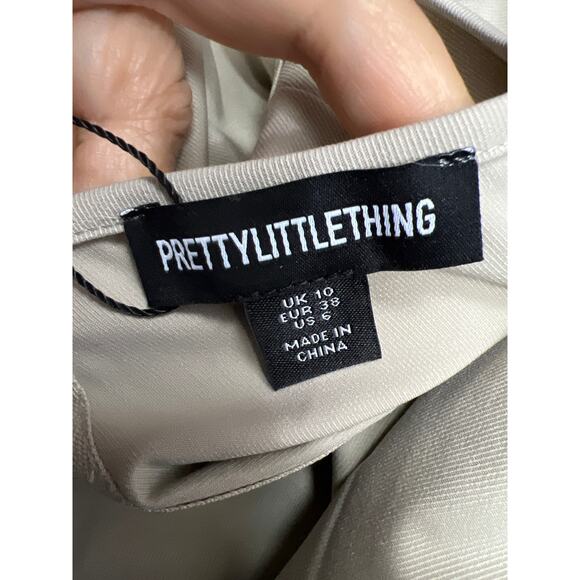 PRETTYLITTLETHING
UK 10
EUR 38
US 6
MADE IN
CHINA